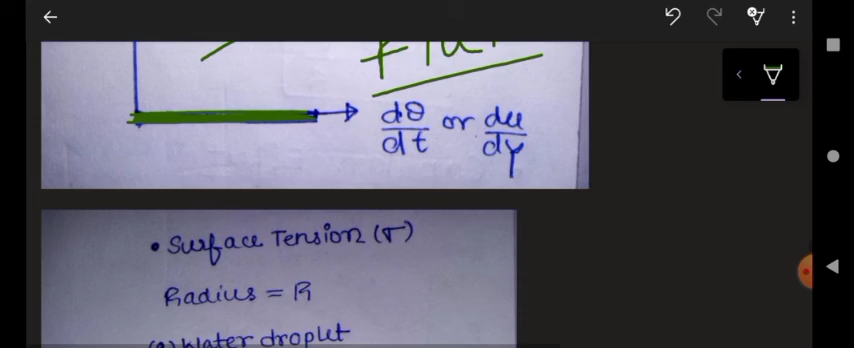 dθ/dt or du/dy
• Surface Tension (σ)
Radius = R
(a) Water droplet